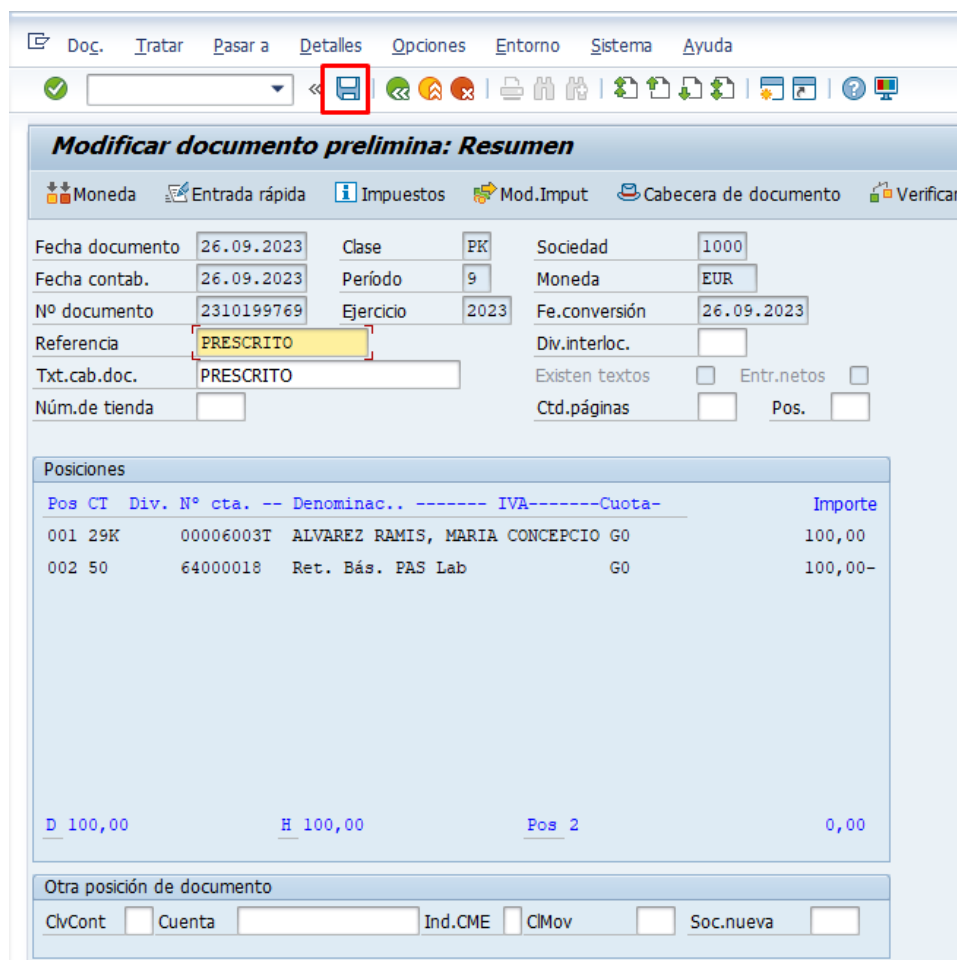 Doc. Tratar Pasar a Detalles Opciones Entorno Sistema Ayuda
Modificar documento prelimina: Resumen
Moneda Entrada rápida Impuestos Mod.Imput Cabecera de documento Verificar
Fecha documento 26.09.2023 Clase PK Sociedad 1000
Fecha contab. 26.09.2023 Período 9 Moneda EUR
Nº documento 2310199769 Ejercicio 2023 Fe.conversión 26.09.2023
Referencia PRESCRITO Div.interloc.
Txt.cab.doc. PRESCRITO Existen textos Entr.netos
Núm.de tienda Ctd.páginas Pos.
Posiciones
Pos CT Div. Nº cta. -- Denominac.. ------- IVA-------Cuota- Importe
001 29K 00006003T ALVAREZ RAMIS, MARIA CONCEPCIO G0 100,00
002 50 64000018 Ret. Bás. PAS Lab G0 100,00-
D 100,00 H 100,00 Pos 2 0,00
Otra posición de documento
ClvCont Cuenta Ind.CME ClMov Soc.nueva